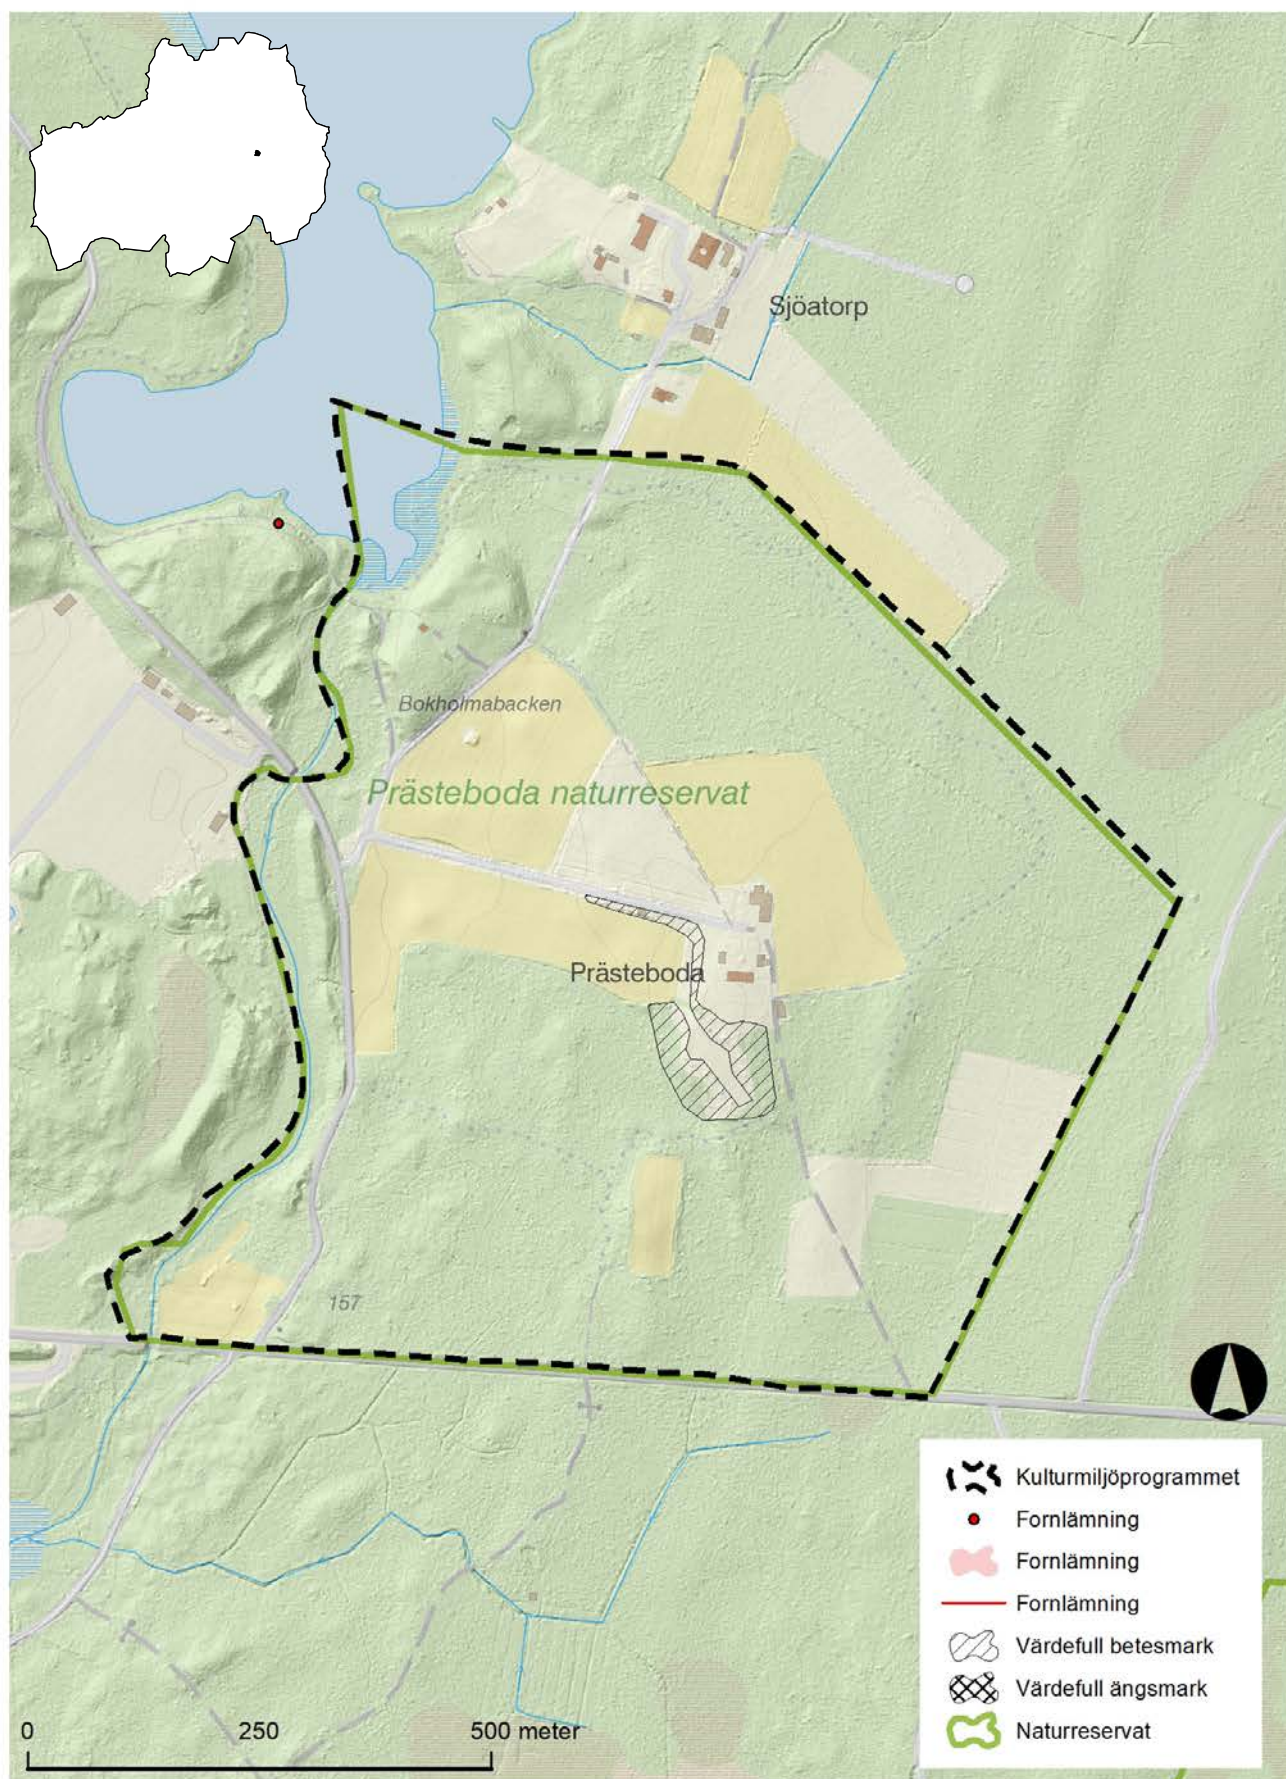 Sjöatorp
Bokholmabacken
Prästeboda naturreservat
Prästeboda
157
Kulturmiljöprogrammet
Fornlämning
Fornlämning
Fornlämning
Värdefull betesmark
Värdefull ängsmark
Naturreservat
0 250 500 meter